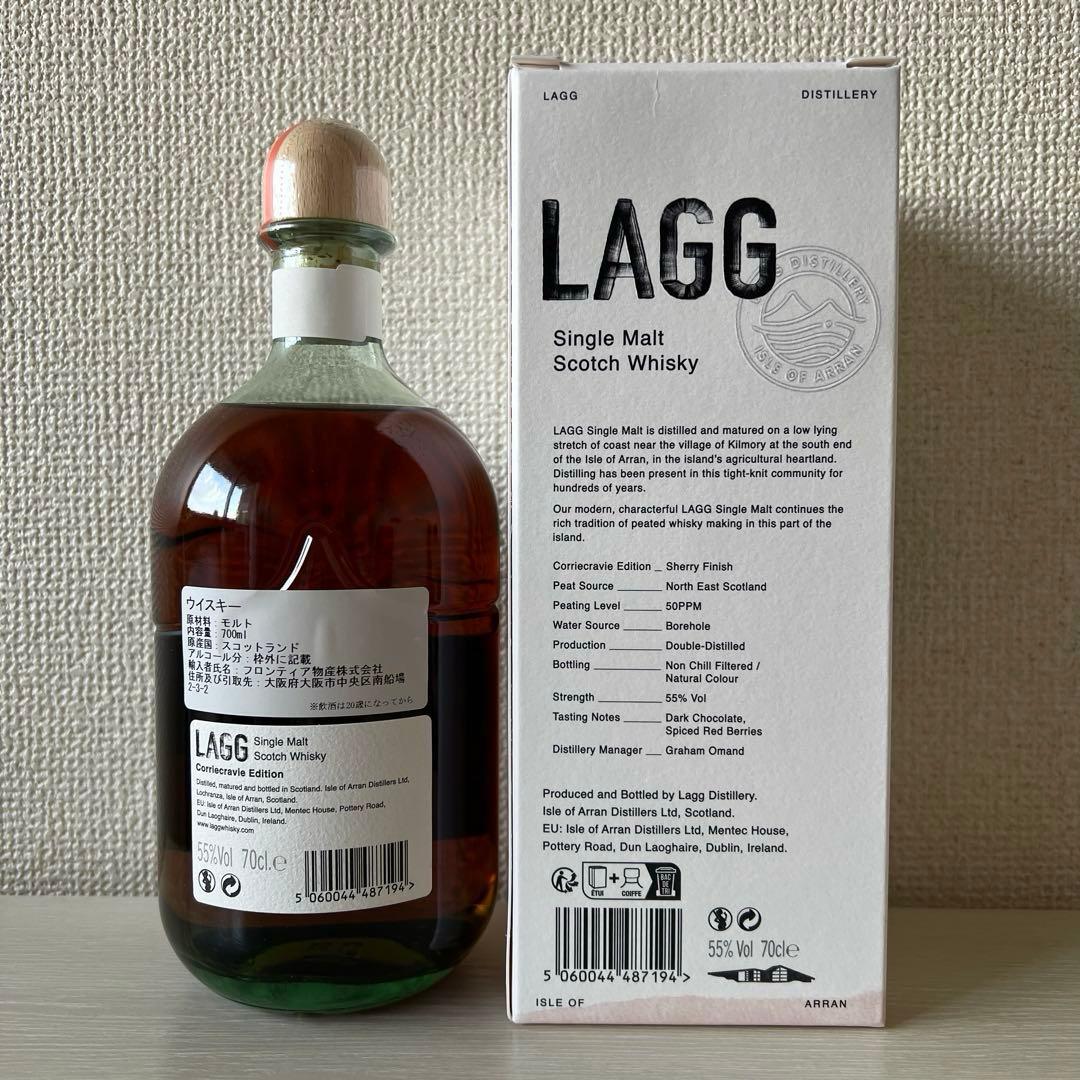 ウイスキー
原材料：モルト
内容量：700ml
原産国：スコットランド
アルコール分：枠外に記載
輸入者氏名：フロンティア物産株式会社
住所及び引取先：大阪府大阪市中央区南船場
2-3-2
※飲酒は20歳になってから
LAGG Single Malt
Scotch Whisky
Corriecravie Edition
Distilled, matured and bottled in Scotland. Isle of Arran Distillers Ltd,
Lochranza, Isle of Arran, Scotland.
EU: Isle of Arran Distillers Ltd, Mentec House, Pottery Road,
Dun Laoghaire, Dublin, Ireland.
www.laggwhisky.com
55%Vol 70cl.e
5 060044 487194 >
LAGG DISTILLERY
LAGG
LAGG DISTILLERY
ISLE OF ARRAN
Single Malt
Scotch Whisky
LAGG Single Malt is distilled and matured on a low lying
stretch of coast near the village of Kilmory at the south end
of the Isle of Arran, in the island's agricultural heartland.
Distilling has been present in this tight-knit community for
hundreds of years.
Our modern, characterful LAGG Single Malt continues the
rich tradition of peated whisky making in this part of the
island.
Corriecravie Edition _ Sherry Finish
Peat Source ______ North East Scotland
Peating Level _____ 50PPM
Water Source _____ Borehole
Production _______ Double-Distilled
Bottling _________ Non Chill Filtered /
Natural Colour
Strength ________ 55% Vol
Tasting Notes _____ Dark Chocolate,
Spiced Red Berries
Distillery Manager __ Graham Omand
Produced and Bottled by Lagg Distillery.
Isle of Arran Distillers Ltd, Scotland.
EU: Isle of Arran Distillers Ltd, Mentec House,
Pottery Road, Dun Laoghaire, Dublin, Ireland.
ÉTUI + COIFFE BAC DE TRI
5 060044 487194 >
55% Vol 70cle
ISLE OF ARRAN